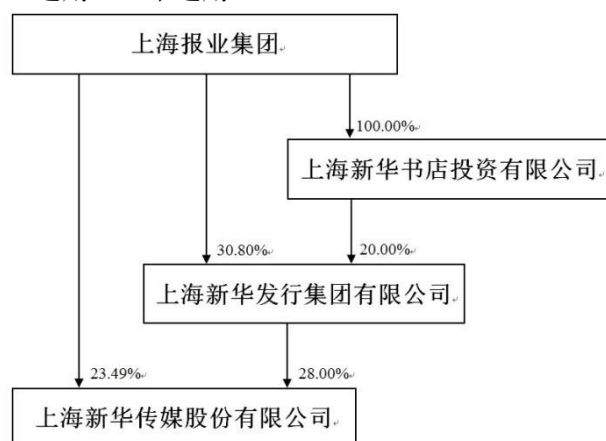 上海报业集团
100.00%
上海新华书店投资有限公司
30.80%
20.00%
上海新华发行集团有限公司
23.49%
28.00%
上海新华传媒股份有限公司